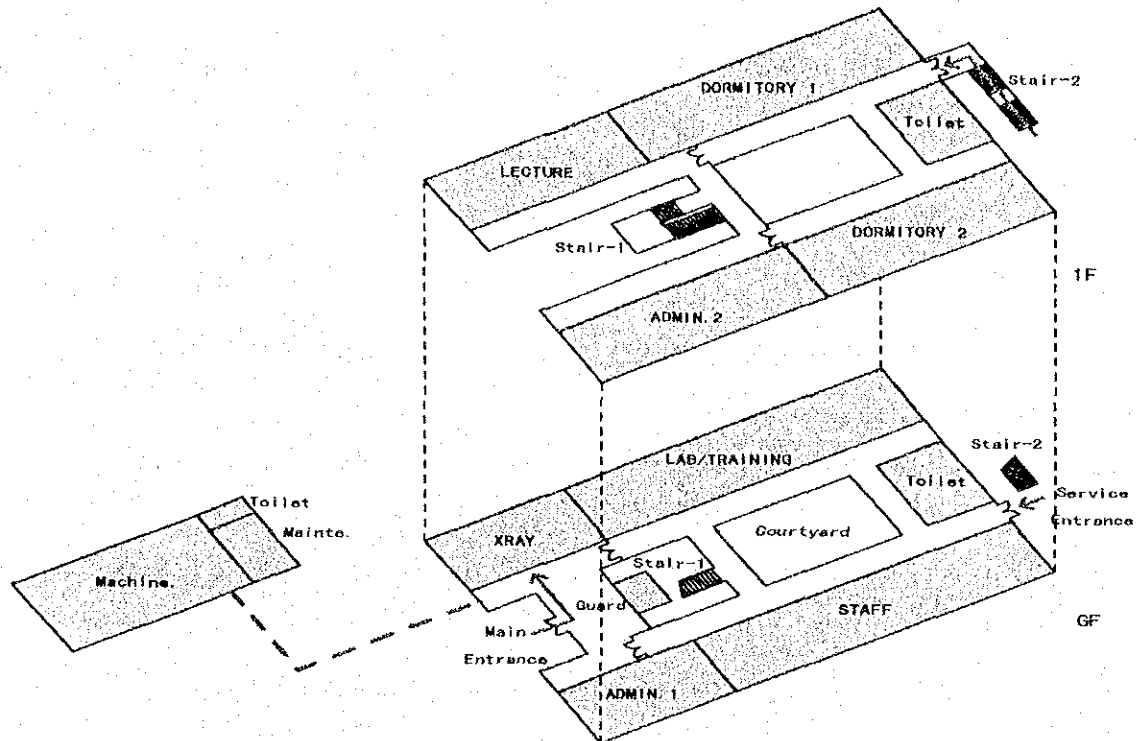 DORMITORY 1
Stair-2
Toilet
LECTURE
Stair-1
DORMITORY 2
1F
ADMIN.2
LAB/TRAINING
Stair-2
Toilet
Service
Entrance
Toilet
Mainte.
XRAY
Courtyard
Stair-1
Machine.
Guard
STAFF
Main
Entrance
GF
ADMIN.1